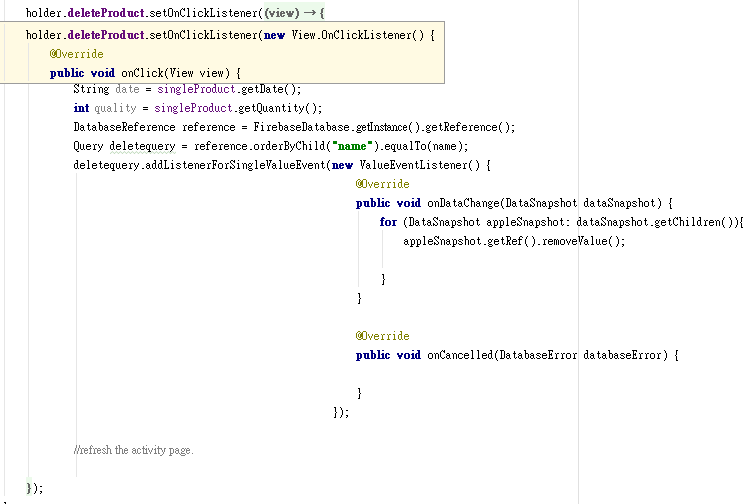 holder.deleteProduct.setOnClickListener((view) → {
holder.deleteProduct.setOnClickListener(new View.OnClickListener() {
@Override
public void onClick(View view) {
String date = singleProduct.getDate();
int quality = singleProduct.getQuantity();
DatabaseReference reference = FirebaseDatabase.getInstance().getReference();
Query deletequery = reference.orderByChild("name").equalTo(name);
deletequery.addListenerForSingleValueEvent(new ValueEventListener() {
@Override
public void onDataChange(DataSnapshot dataSnapshot) {
for (DataSnapshot appleSnapshot: dataSnapshot.getChildren()){
appleSnapshot.getRef().removeValue();
}
}
@Override
public void onCancelled(DatabaseError databaseError) {
}
});
//refresh the activity page.
});